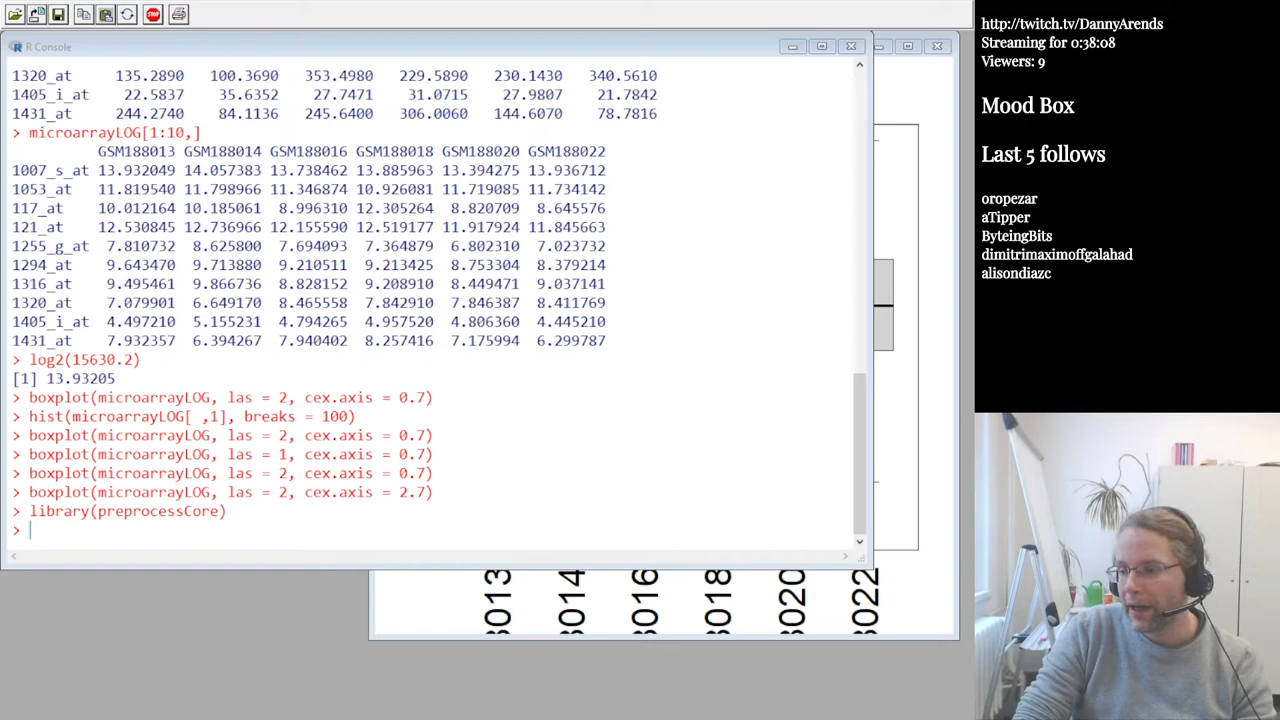 R Console
1320_at 135.2890 100.3690 353.4980 229.5890 230.1430 340.5610
1405_i_at 22.5837 35.6352 27.7471 31.0715 27.9807 21.7842
1431_at 244.2740 84.1136 245.6400 306.0060 144.6070 78.7816
> microarrayLOG[1:10,]
GSM188013 GSM188014 GSM188016 GSM188018 GSM188020 GSM188022
1007_s_at 13.932049 14.057383 13.738462 13.885963 13.394275 13.936712
1053_at 11.819540 11.798966 11.346874 10.926081 11.719085 11.734142
117_at 10.012164 10.185061 8.996310 12.305264 8.820709 8.645576
121_at 12.530845 12.736966 12.155590 12.519177 11.917924 11.845663
1255_g_at 7.810732 8.625800 7.694093 7.364879 6.802310 7.023732
1294_at 9.643470 9.713880 9.210511 9.213425 8.753304 8.379214
1316_at 9.495461 9.866736 8.828152 9.208910 8.449471 9.037141
1320_at 7.079901 6.649170 8.465558 7.842910 7.846387 8.411769
1405_i_at 4.497210 5.155231 4.794265 4.957520 4.806360 4.445210
1431_at 7.932357 6.394267 7.940402 8.257416 7.175994 6.299787
> log2(15630.2)
[1] 13.93205
> boxplot(microarrayLOG, las = 2, cex.axis = 0.7)
> hist(microarrayLOG[ ,1], breaks = 100)
> boxplot(microarrayLOG, las = 2, cex.axis = 0.7)
> boxplot(microarrayLOG, las = 1, cex.axis = 0.7)
> boxplot(microarrayLOG, las = 2, cex.axis = 0.7)
> boxplot(microarrayLOG, las = 2, cex.axis = 2.7)
> library(preprocessCore)
>
8013
8014
8016
8018
8020
8022
STOP
http://twitch.tv/DannyArends
Streaming for 0:38:08
Viewers: 9
Mood Box
Last 5 follows
oropezar
aTipper
ByteingBits
dimitrimaximoffgalahad
alisondiazc